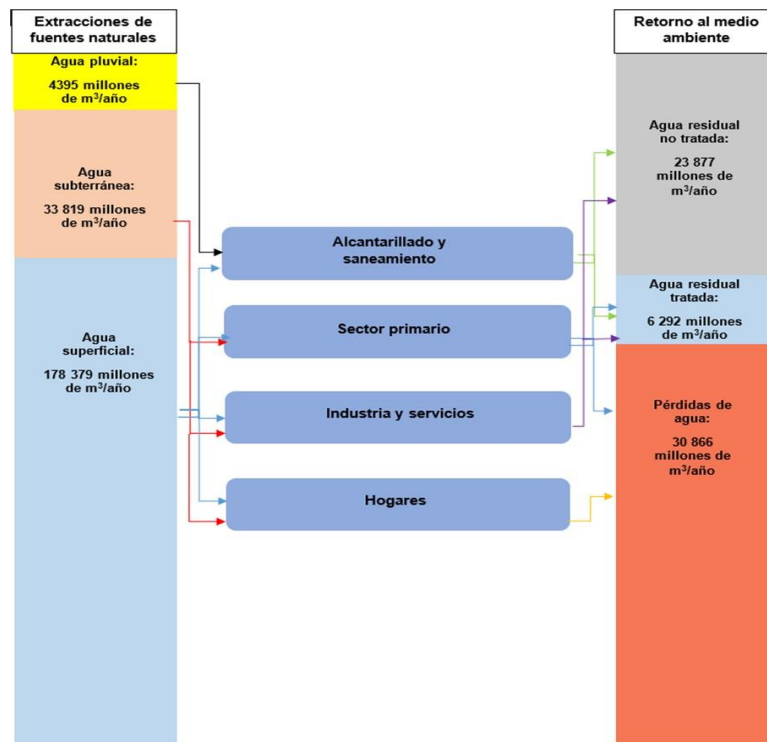 Extracciones de
fuentes naturales
Agua pluvial:
4395 millones
de m³/año
Agua
subterránea:
33 819 millones
de m³/año
Agua
superficial:
178 379 millones
de m³/año
Alcantarillado y
saneamiento
Sector primario
Industria y servicios
Hogares
Retorno al medio
ambiente
Agua residual
no tratada:
23 877
millones de
m³/año
Agua residual
tratada:
6 292 millones
de m³/año
Pérdidas de
agua:
30 866
millones de
m³/año